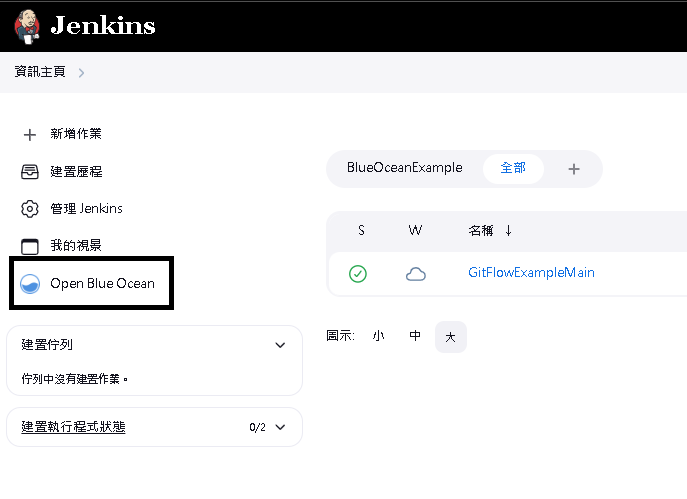 Jenkins
資訊主頁
新增作業
建置歷程
管理 Jenkins
我的視景
Open Blue Ocean
建置佇列
佇列中沒有建置作業。
建置執行程式狀態 0/2
BlueOceanExample 全部 +
S W 名稱 ↓
GitFlowExampleMain
圖示: 小 中 大